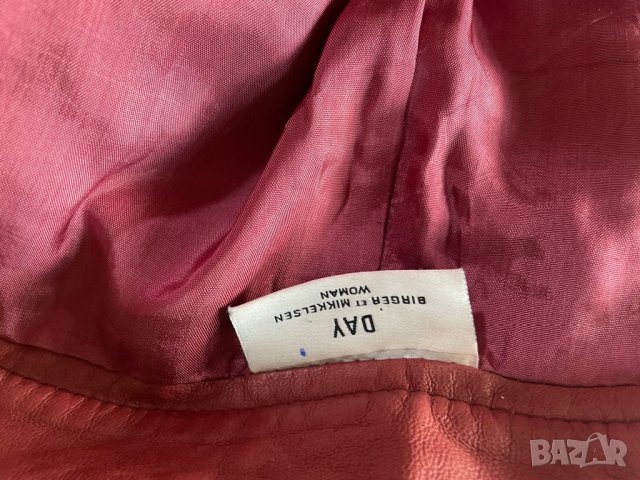 DAY
BIRGER ET MIKKELSEN
WOMAN
BAZAR